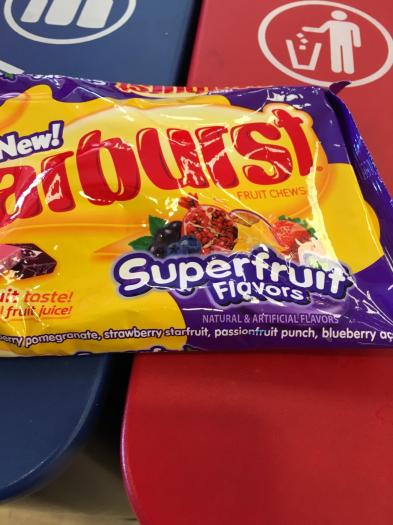 New!
arburst
FRUIT CHEWS
Superfruit
Flavors
uit taste!
l fruit juice!
NATURAL & ARTIFICIAL FLAVORS
erry pomegranate, strawberry starfruit, passionfruit punch, blueberry aç